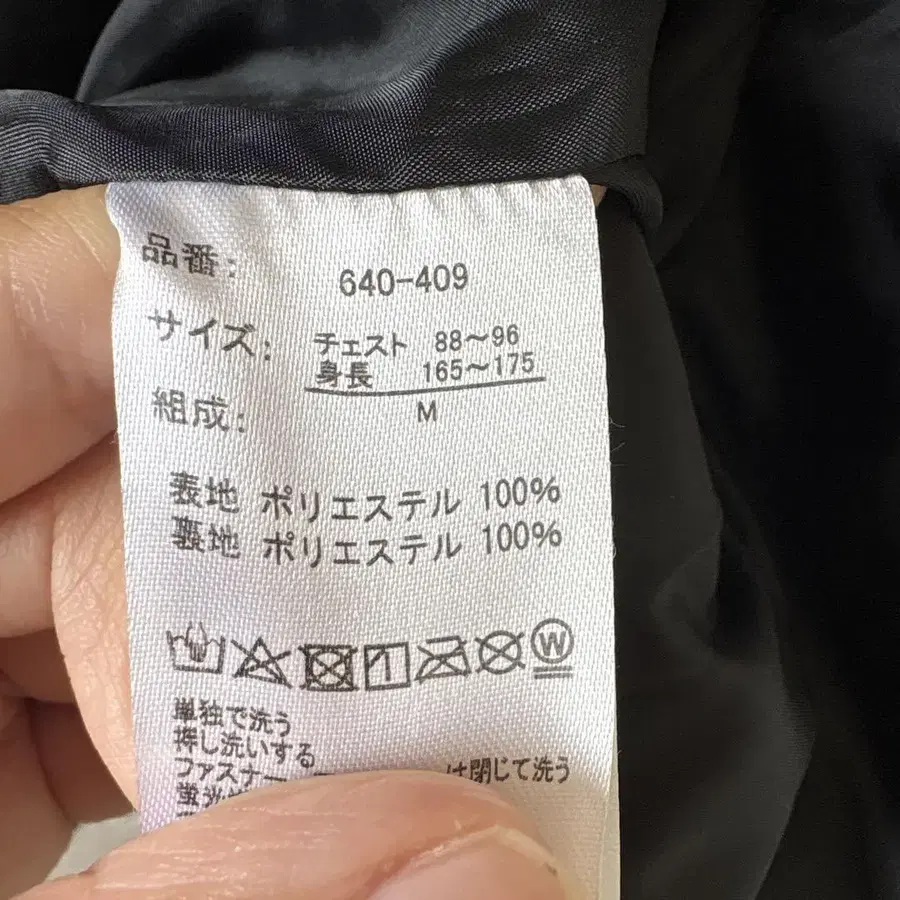 品番: 640-409
サイズ: チェスト 88～96
身長 165～175
M
組成:
表地 ポリエステル 100%
裏地 ポリエステル 100%
W
単独で洗う
押し洗いする
ファスナー は閉じて洗う
蛍光